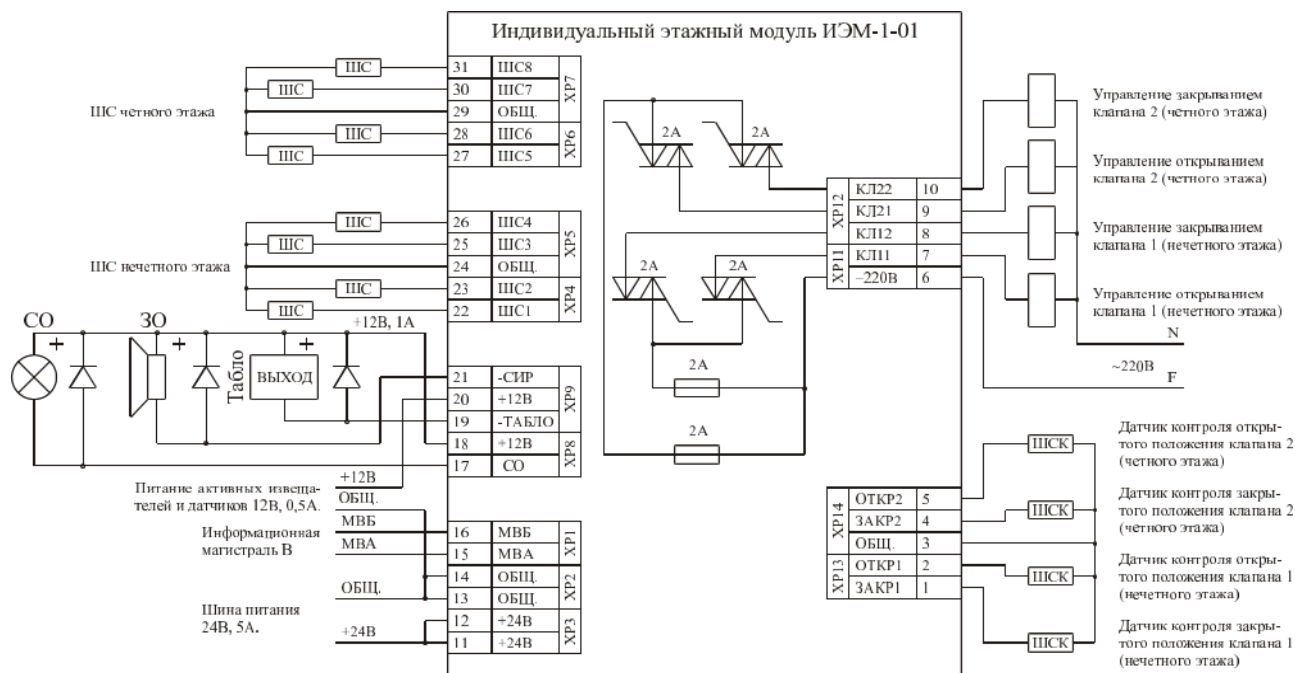 Индивидуальный этажный модуль ИЭМ-1-01
ШС четного этажа
ШС
ШС
ШС
ШС
31 ШС8
30 ШС7
29 ОБЩ.
28 ШС6
27 ШС5
XP7
XP6
ШС нечетного этажа
ШС
ШС
ШС
ШС
26 ШС4
25 ШС3
24 ОБЩ.
23 ШС2
22 ШС1
XP5
XP4
СО
+
ЗО
+
Табло
+
ВЫХОД
+12В, 1А
21 -СИР
20 +12В
19 -ТАБЛО
18 +12В
17 СО
XP9
XP8
Питание активных извеща-
телей и датчиков 12В, 0,5А.
+12В
ОБЩ.
Информационная
магистраль В
МВБ
МВА
ОБЩ.
Шина питания
24В, 5А.
+24В
16 МВБ
15 МВА
14 ОБЩ.
13 ОБЩ.
12 +24В
11 +24В
XP1
XP2
XP3
2А
2А
2А
2А
2А
2А
XP12
XP11
КЛ22 10
КЛ21 9
КЛ12 8
КЛ11 7
~220В 6
Управление закрыванием
клапана 2 (четного этажа)
Управление открыванием
клапана 2 (четного этажа)
Управление закрыванием
клапана 1 (нечетного этажа)
Управление открыванием
клапана 1 (нечетного этажа)
N
~220В
F
XP14
XP13
ОТКР2 5
ЗАКР2 4
ОБЩ. 3
ОТКР1 2
ЗАКР1 1
ШСК
ШСК
ШСК
ШСК
Датчик контроля откры-
того положения клапана 2
(четного этажа)
Датчик контроля закры-
того положения клапана 2
(четного этажа)
Датчик контроля откры-
того положения клапана 1
(нечетного этажа)
Датчик контроля закры-
того положения клапана 1
(нечетного этажа)